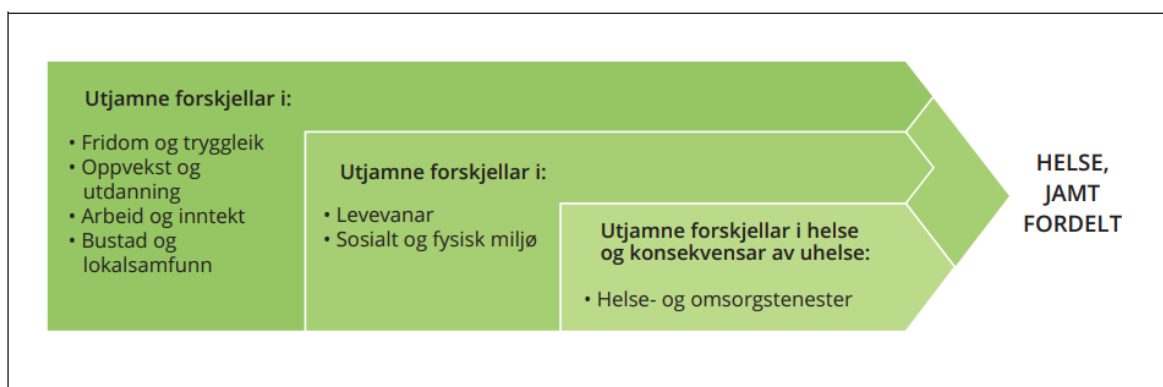 Utjamne forskjellar i:
• Fridom og tryggleik
• Oppvekst og
utdanning
• Arbeid og inntekt
• Bustad og
lokalsamfunn
Utjamne forskjellar i:
• Levevanar
• Sosialt og fysisk miljø
Utjamne forskjellar i helse
og konsekvensar av uhelse:
• Helse- og omsorgstenester
HELSE,
JAMT
FORDELT